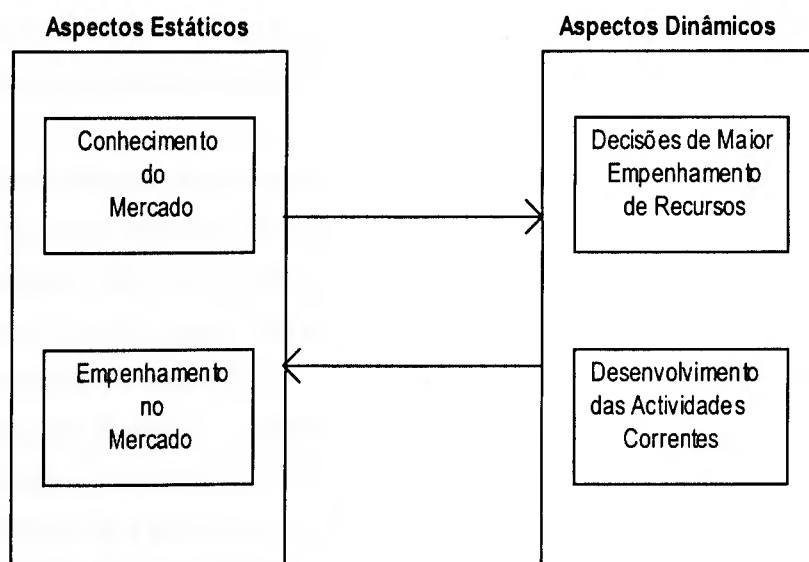 Aspectos Estáticos
Aspectos Dinâmicos
Conhecimento
do
Mercado
Decisões de Maior
Empenhamento
de Recursos
Empenhamento
no
Mercado
Desenvolvimento
das Actividades
Correntes